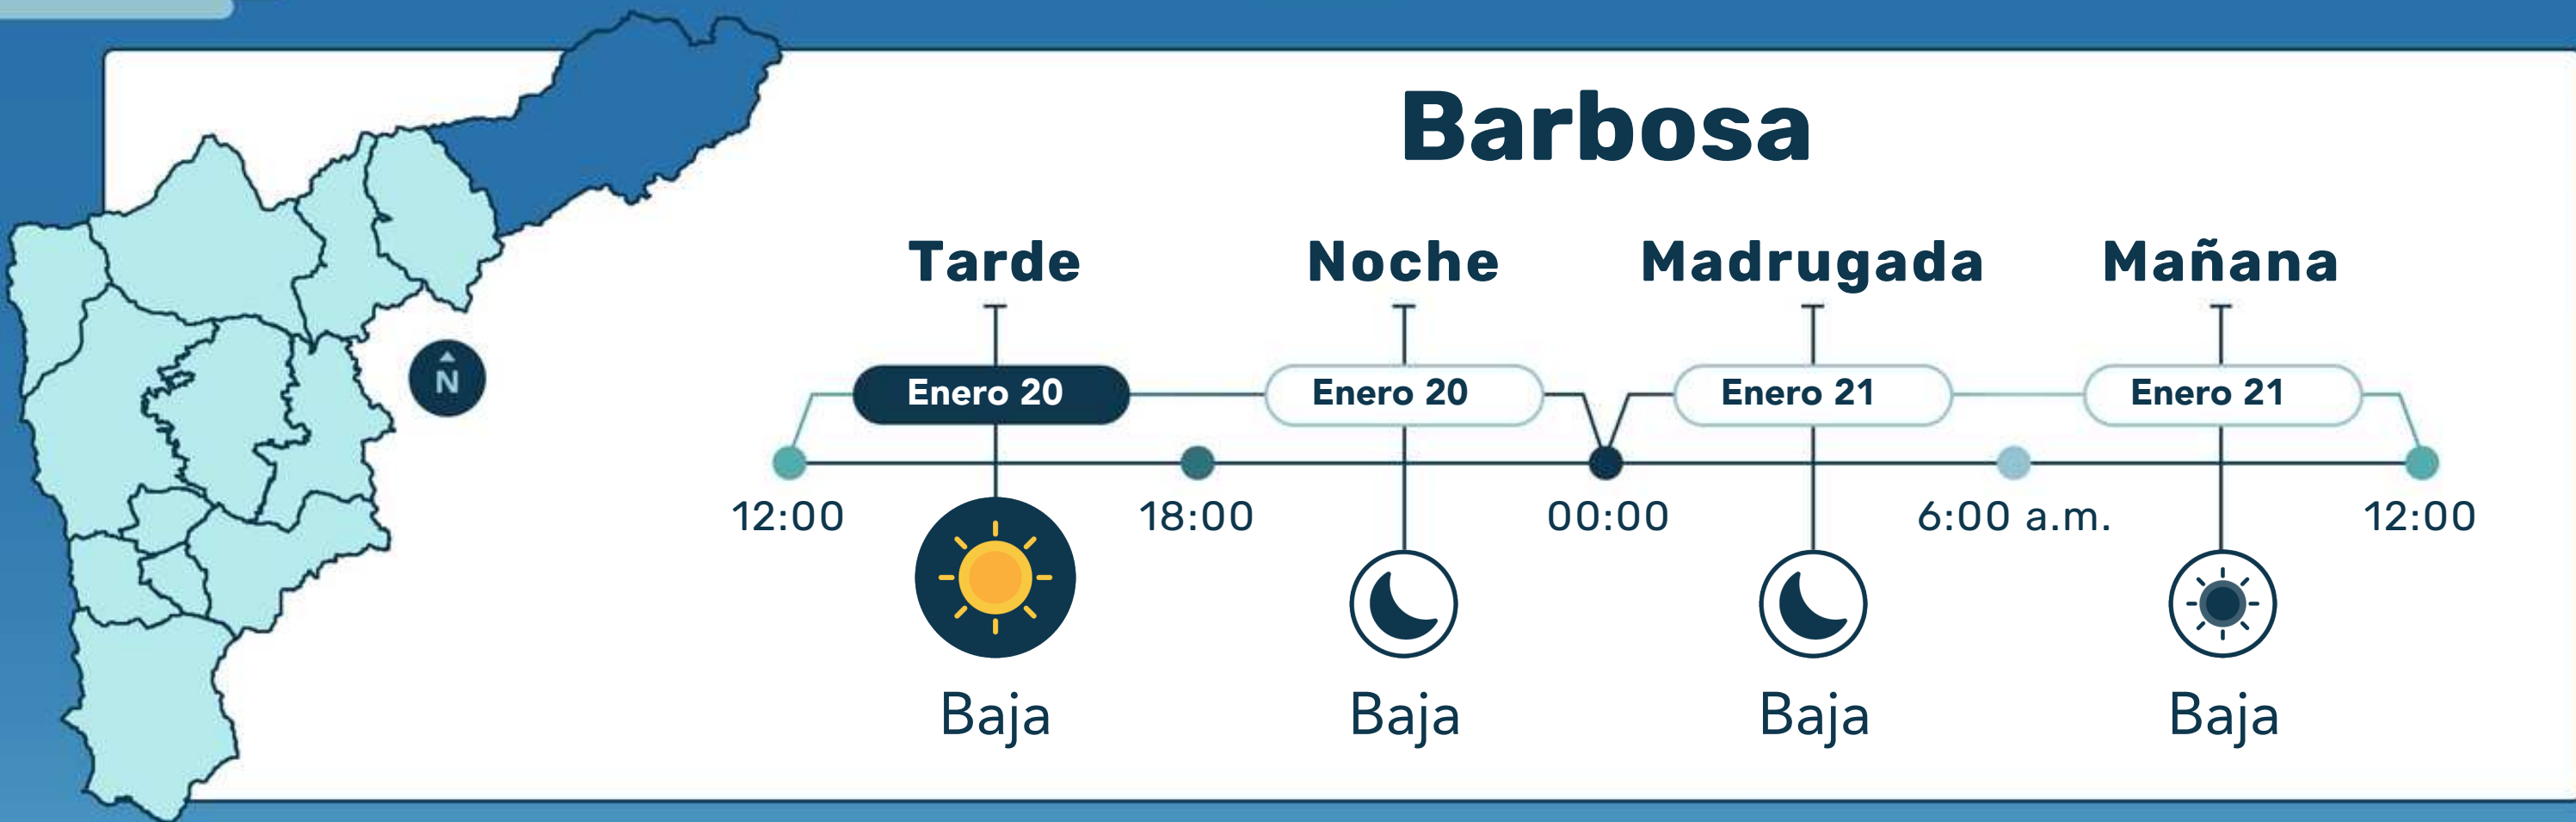 Barbosa
Tarde Noche Madrugada Mañana
N
Enero 20 Enero 20 Enero 21 Enero 21
12:00 18:00 00:00 6:00 a.m. 12:00
Baja Baja Baja Baja